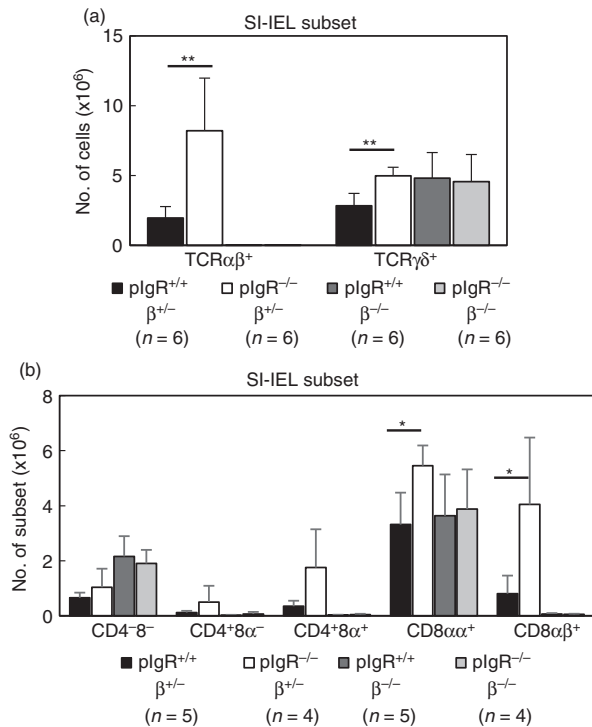 (a)
SI-IEL subset
No. of cells (x10⁶)
15
10
5
0
**
**
TCRαβ⁺ TCRγδ⁺
pIgR⁺/⁺ pIgR⁻/⁻ pIgR⁺/⁺ pIgR⁻/⁻
β⁺/⁻ β⁺/⁻ β⁻/⁻ β⁻/⁻
(n = 6) (n = 6) (n = 6) (n = 6)
(b)
SI-IEL subset
No. of subset (x10⁶)
8
6
4
2
0
*
*
CD4⁻8⁻ CD4⁺8α⁻ CD4⁺8α⁺ CD8αα⁺ CD8αβ⁺
pIgR⁺/⁺ pIgR⁻/⁻ pIgR⁺/⁺ pIgR⁻/⁻
β⁺/⁻ β⁺/⁻ β⁻/⁻ β⁻/⁻
(n = 5) (n = 4) (n = 5) (n = 4)